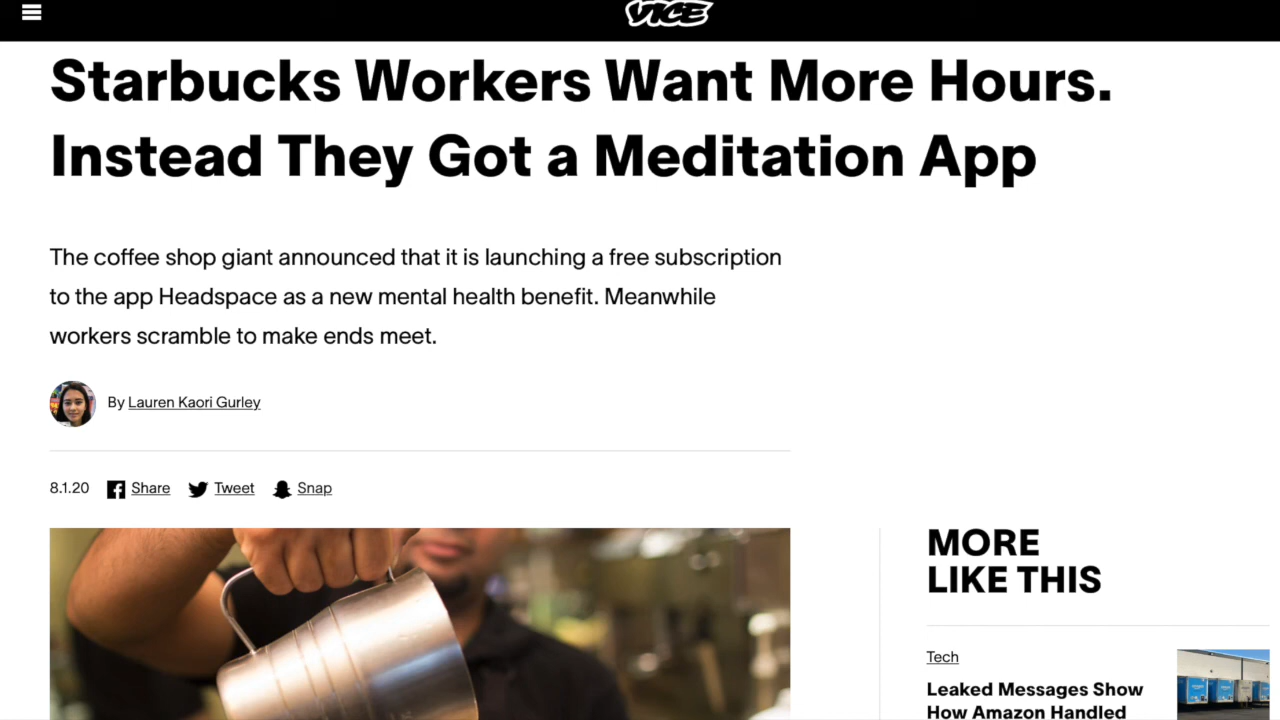 VICE
Starbucks Workers Want More Hours.
Instead They Got a Meditation App
The coffee shop giant announced that it is launching a free subscription
to the app Headspace as a new mental health benefit. Meanwhile
workers scramble to make ends meet.
By Lauren Kaori Gurley
8.1.20 Share Tweet Snap
MORE
LIKE THIS
Tech
Leaked Messages Show
How Amazon Handled